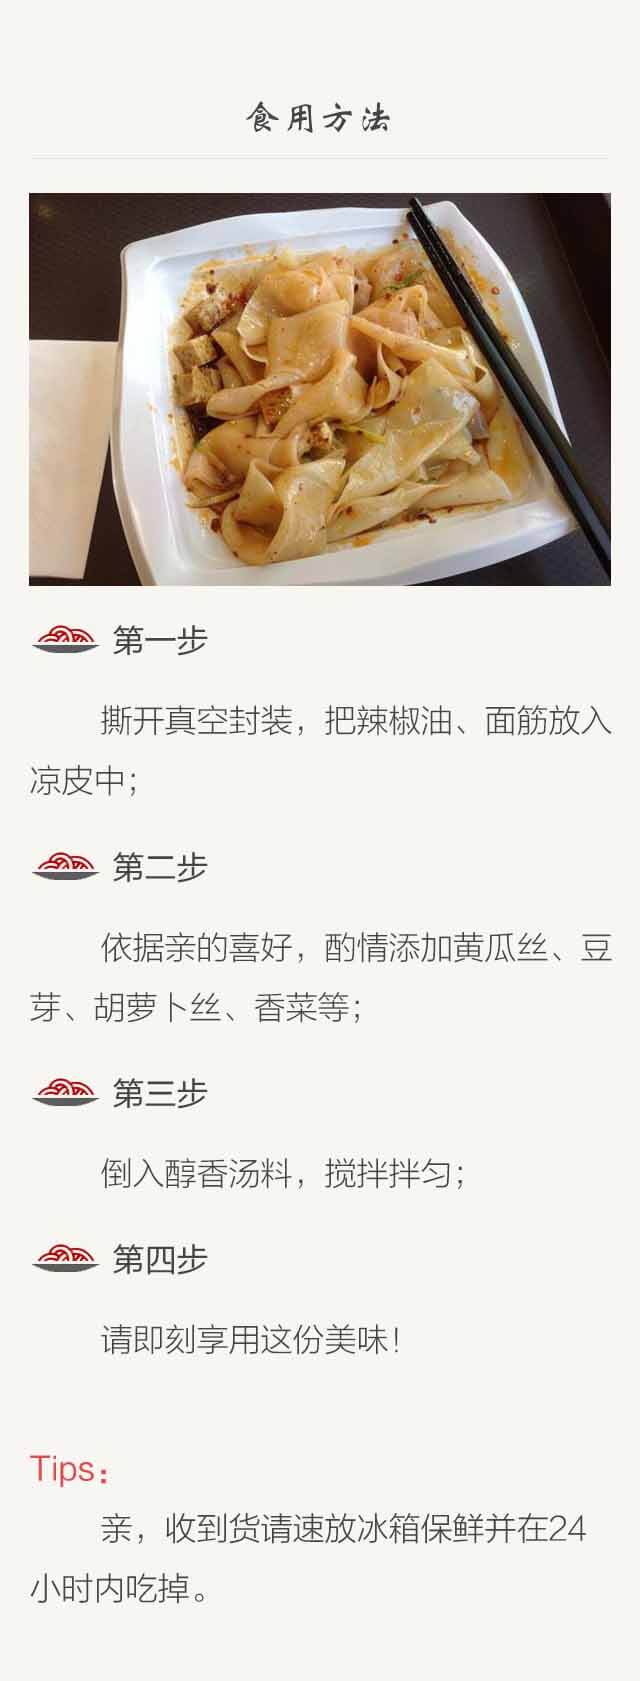 食用方法
第一步
撕开真空封装，把辣椒油、面筋放入
凉皮中；
第二步
依据亲的喜好，酌情添加黄瓜丝、豆
芽、胡萝卜丝、香菜等；
第三步
倒入醇香汤料，搅拌拌匀；
第四步
请即刻享用这份美味！
Tips：
亲，收到货请速放冰箱保鲜并在24
小时内吃掉。